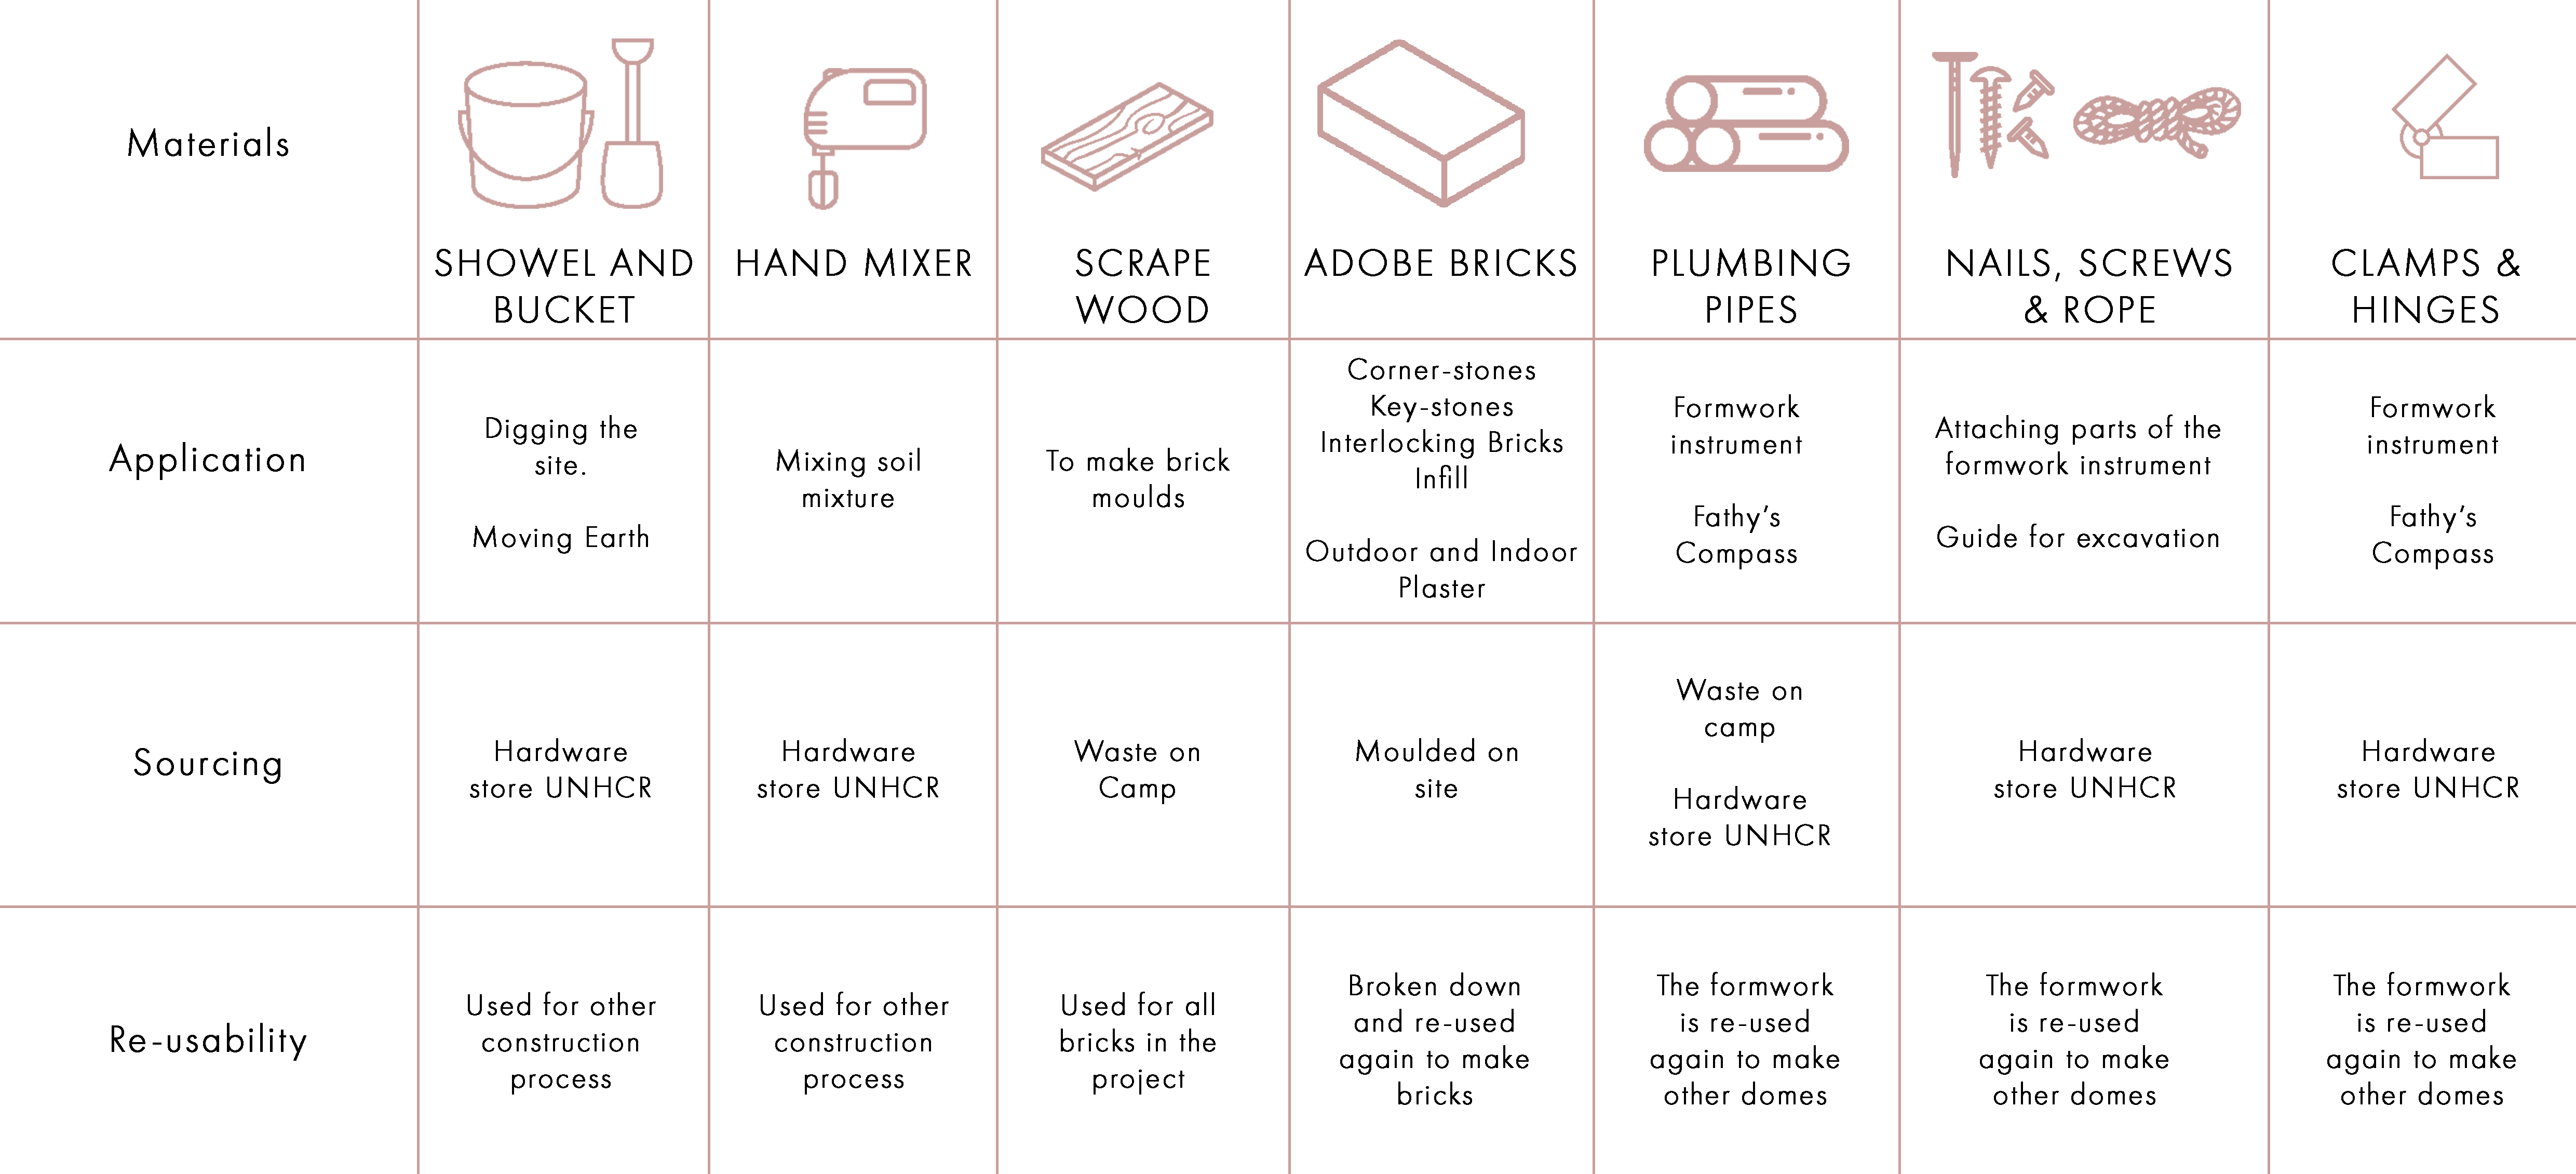 Materials
SHOWEL AND
BUCKET
HAND MIXER
SCRAPE
WOOD
ADOBE BRICKS
PLUMBING
PIPES
NAILS, SCREWS
& ROPE
CLAMPS &
HINGES
Application
Digging the
site.
Moving Earth
Mixing soil
mixture
To make brick
moulds
Corner-stones
Key-stones
Interlocking Bricks
Infill
Outdoor and Indoor
Plaster
Formwork
instrument
Fathy's
Compass
Attaching parts of the
formwork instrument
Guide for excavation
Formwork
instrument
Fathy's
Compass
Sourcing
Hardware
store UNHCR
Hardware
store UNHCR
Waste on
Camp
Moulded on
site
Waste on
camp
Hardware
store UNHCR
Hardware
store UNHCR
Hardware
store UNHCR
Re-usability
Used for other
construction
process
Used for other
construction
process
Used for all
bricks in the
project
Broken down
and re-used
again to make
bricks
The formwork
is re-used
again to make
other domes
The formwork
is re-used
again to make
other domes
The formwork
is re-used
again to make
other domes